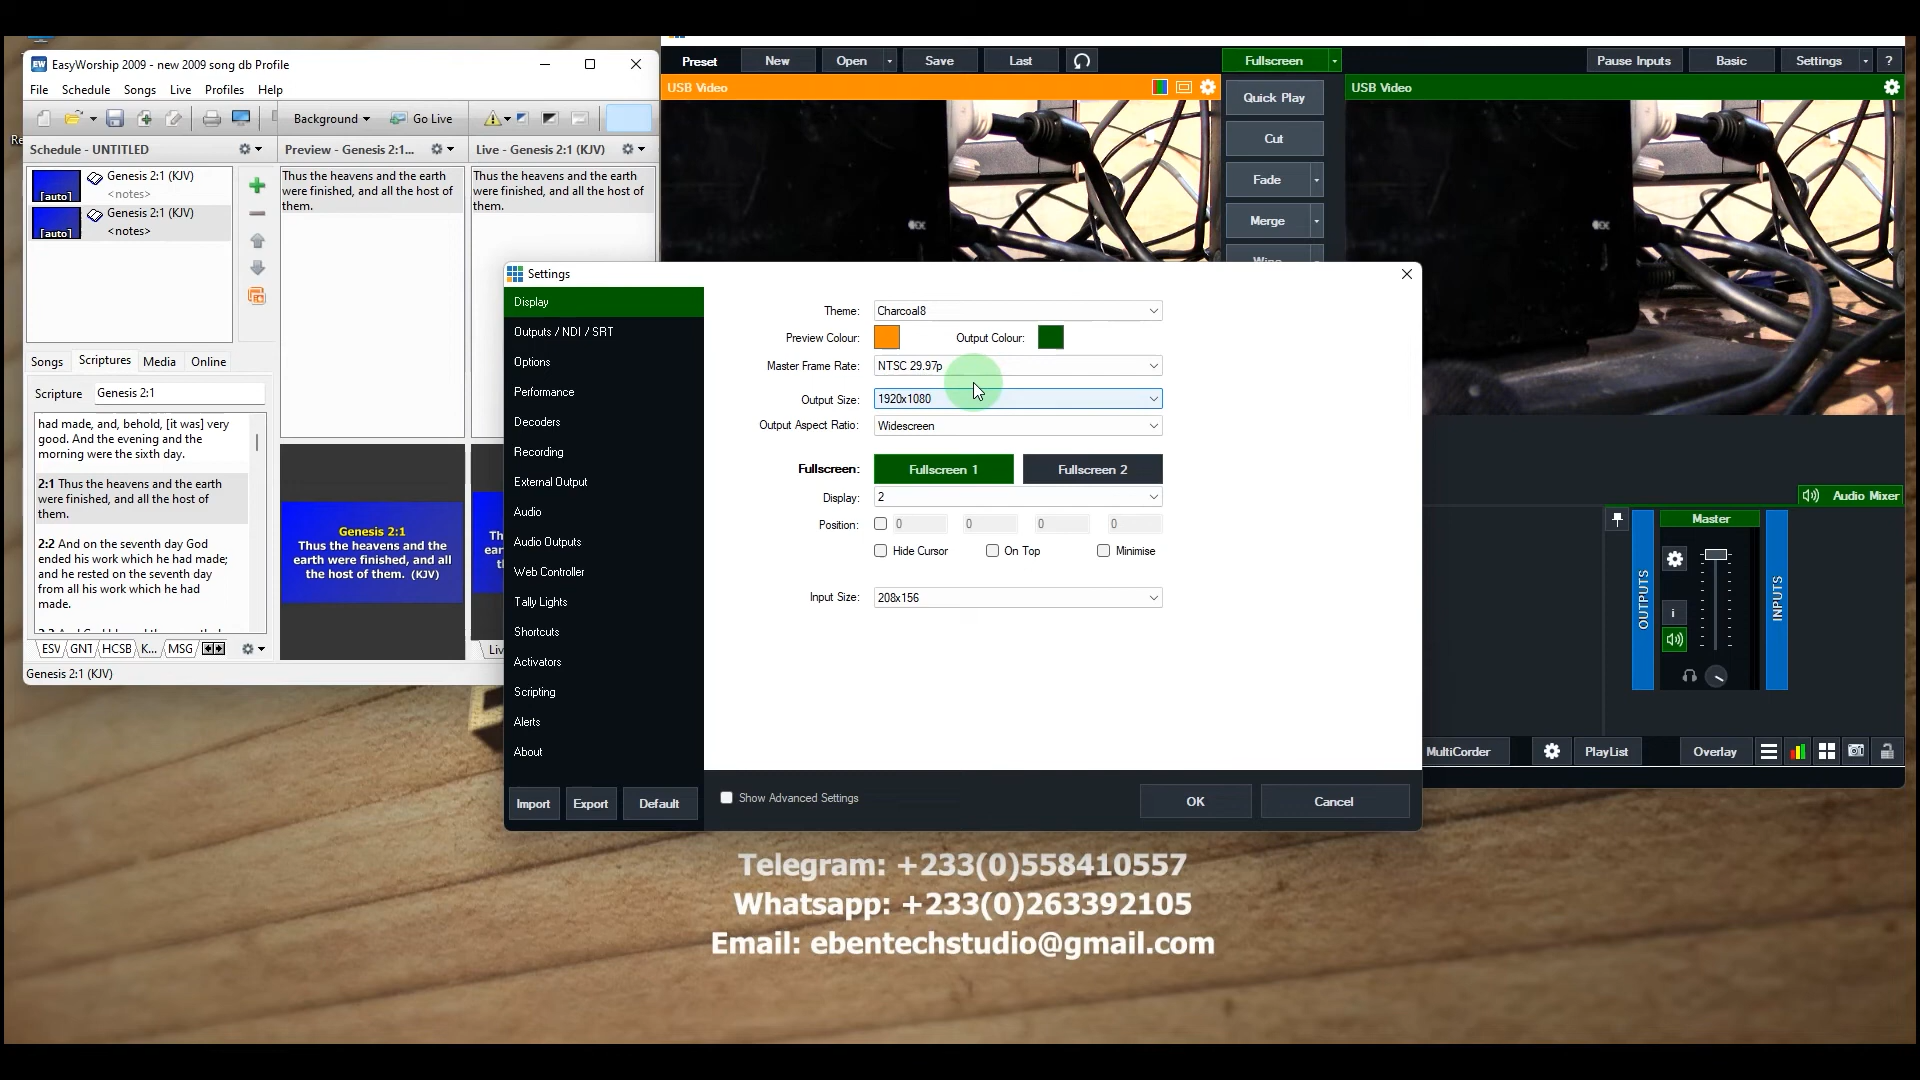 EasyWorship 2009 - new 2009 song db Profile
File Schedule Songs Live Profiles Help
Background Go Live
Schedule - UNTITLED
Preview - Genesis 2:1...
Live - Genesis 2:1 (KJV)
Genesis 2:1 (KJV)
<notes>
[auto]
Genesis 2:1 (KJV)
<notes>
[auto]
Thus the heavens and the earth
were finished, and all the host of
them.
Thus the heavens and the earth
were finished, and all the host of
them.
Songs Scriptures Media Online
Scripture Genesis 2:1
had made, and, behold, [it was] very
good. And the evening and the
morning were the sixth day.
2:1 Thus the heavens and the earth
were finished, and all the host of
them.
2:2 And on the seventh day God
ended his work which he had made;
and he rested on the seventh day
from all his work which he had
made.
ESV GNT HCSB K... MSG
Genesis 2:1 (KJV)
Genesis 2:1
Thus the heavens and the
earth were finished, and all
the host of them. (KJV)
Th
ear
Liv
Preset New Open Save Last Fullscreen Pause Inputs Basic Settings ?
USB Video
USB Video
Quick Play
Cut
Fade
Merge
Settings
Display
Outputs / NDI / SRT
Options
Performance
Decoders
Recording
External Output
Audio
Audio Outputs
Web Controller
Tally Lights
Shortcuts
Activators
Scripting
Alerts
About
Import Export Default
Theme: Charcoal8
Preview Colour: Output Colour:
Master Frame Rate: NTSC 29.97p
Output Size: 1920x1080
Output Aspect Ratio: Widescreen
Fullscreen: Fullscreen 1 Fullscreen 2
Display: 2
Position: 0 0 0 0
Hide Cursor On Top Minimise
Input Size: 208x156
Show Advanced Settings
OK Cancel
Audio Mixer
Master
OUTPUTS
INPUTS
i
MultiCorder PlayList Overlay
Telegram: +233(0)558410557
Whatsapp: +233(0)263392105
Email: ebentechstudio@gmail.com